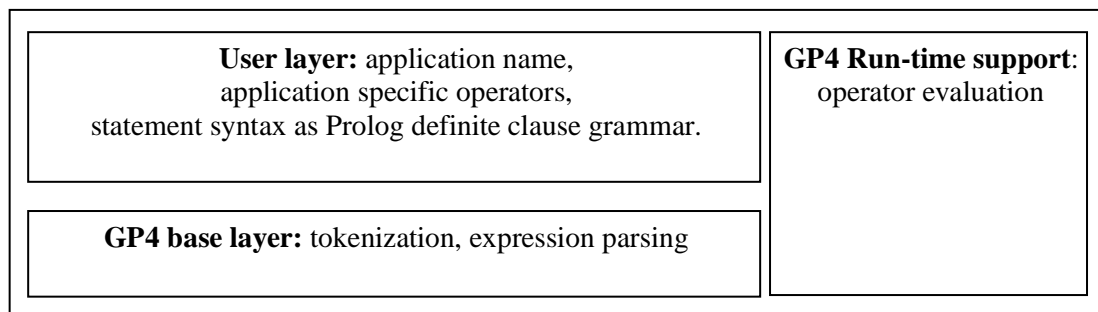 User layer: application name,
application specific operators,
statement syntax as Prolog definite clause grammar.
GP4 Run-time support:
operator evaluation
GP4 base layer: tokenization, expression parsing